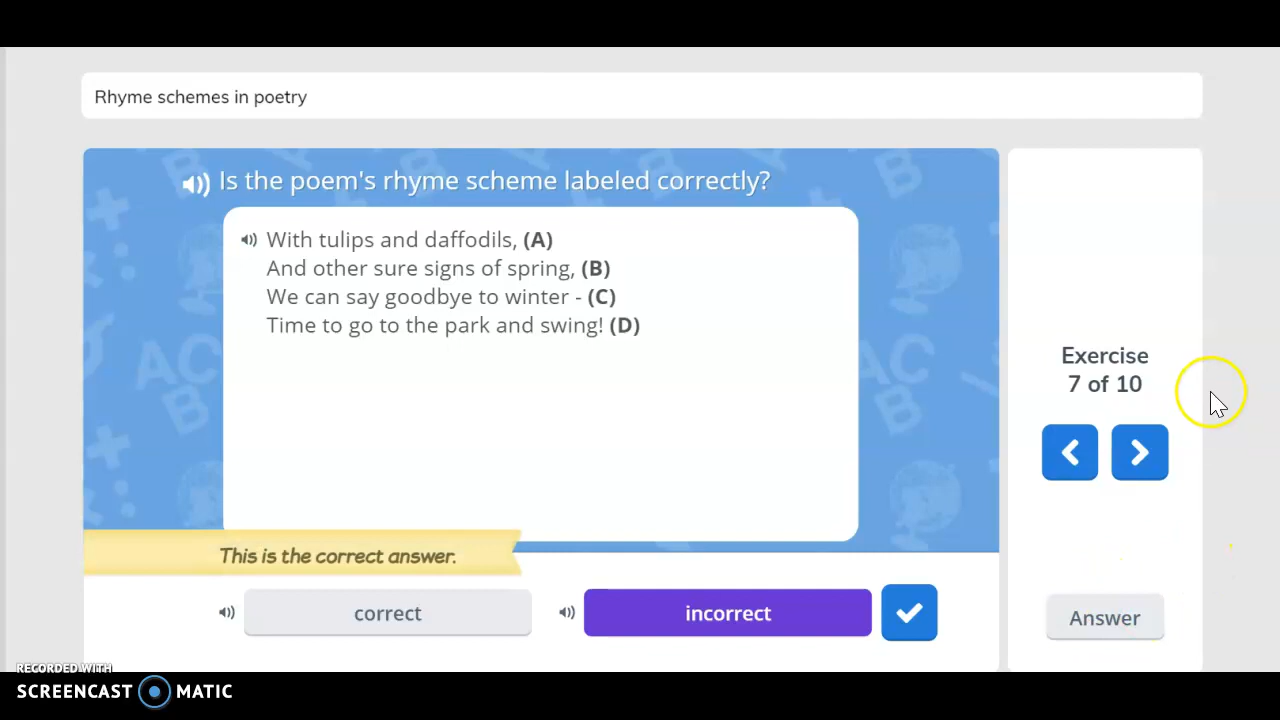 Rhyme schemes in poetry
Is the poem's rhyme scheme labeled correctly?
With tulips and daffodils, (A)
And other sure signs of spring, (B)
We can say goodbye to winter - (C)
Time to go to the park and swing! (D)
Exercise
7 of 10
This is the correct answer.
correct
incorrect
Answer
RECORDED WITH
SCREENCAST MATIC